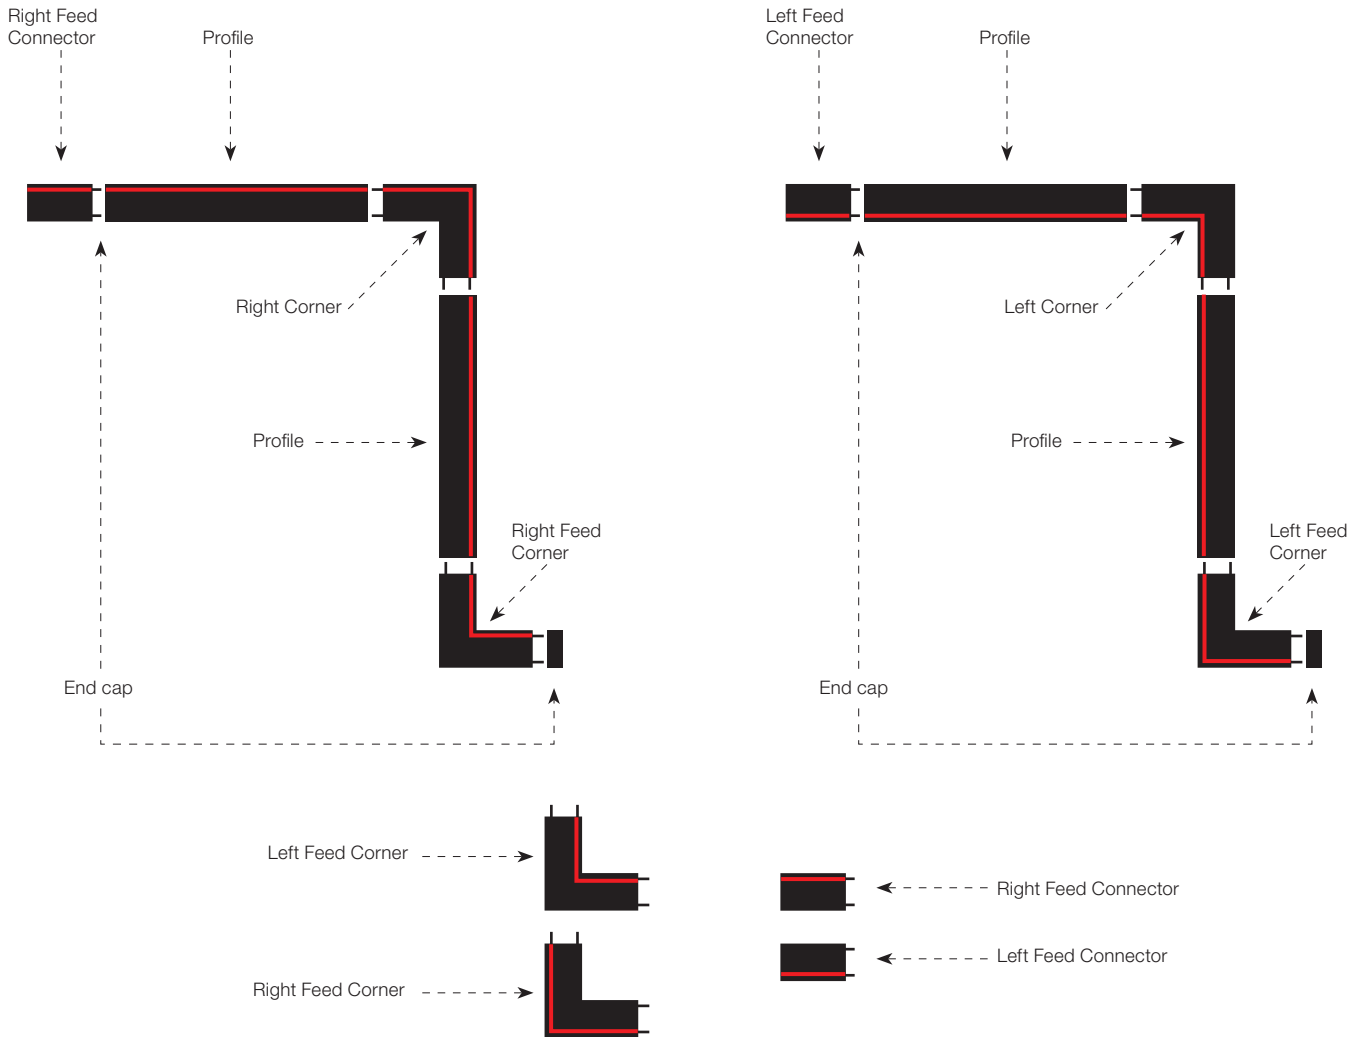 Right Feed
Connector
Profile
Right Corner
Profile
Right Feed
Corner
End cap
Left Feed
Connector
Profile
Left Corner
Profile
Left Feed
Corner
End cap
Left Feed Corner
Right Feed Corner
Right Feed Connector
Left Feed Connector